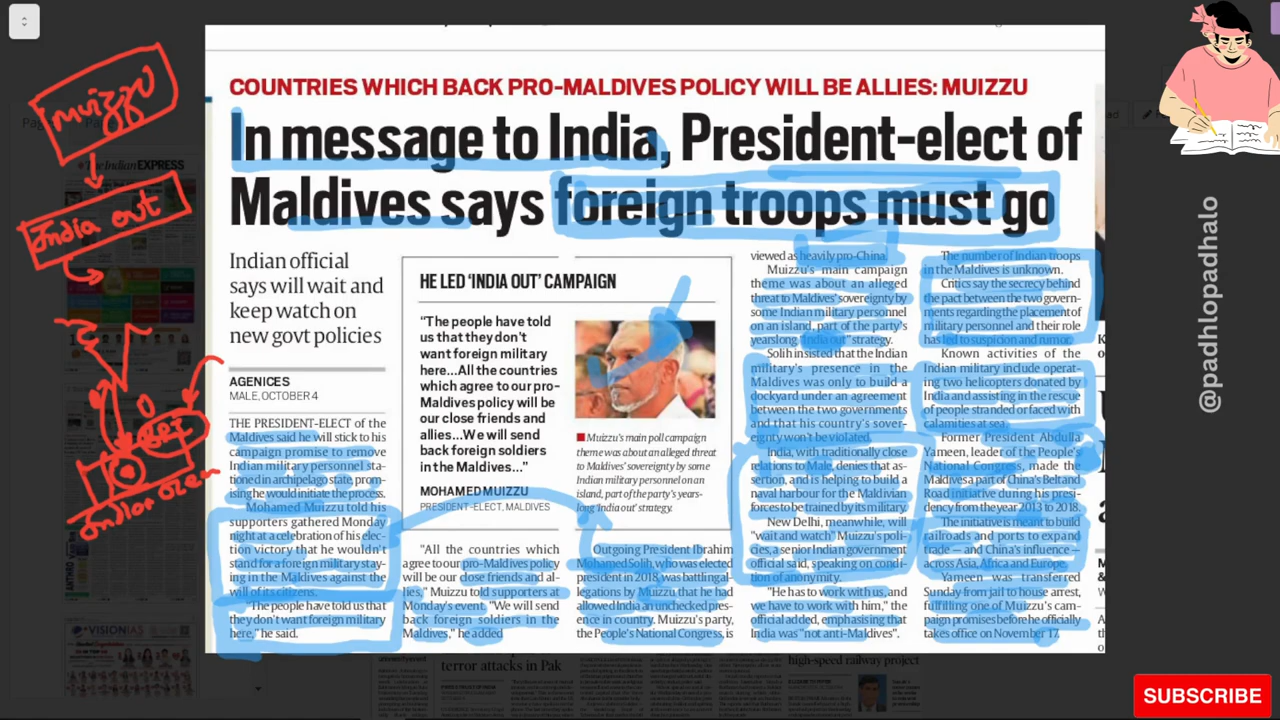 COUNTRIES WHICH BACK PRO-MALDIVES POLICY WILL BE ALLIES: MUIZZU
In message to India, President-elect of
Maldives says foreign troops must go
Indian official
says will wait and
keep watch on
new govt policies
AGENICES
MALE, OCTOBER 4
THE PRESIDENT-ELECT of the
Maldives said he will stick to his
campaign promise to remove
Indian military personnel sta-
tioned in archipelago state, prom-
ising he would initiate the process.
Mohamed Muizzu told his
supporters gathered Monday
night at a celebration of his elec-
tion victory that he wouldn't
stand for a foreign military stay-
ing in the Maldives against the
will of its citizens.
"The people have told us that
they don't want foreign military
here," he said.
HE LED 'INDIA OUT' CAMPAIGN
"The people have told
us that they don't
want foreign military
here...All the countries
which agree to our pro-
Maldives policy will be
our close friends and
allies...We will send
back foreign soldiers
in the Maldives..."
MOHAMED MUIZZU
PRESIDENT-ELECT, MALDIVES
Muizzu's main poll campaign
theme was about an alleged threat
to Maldives' sovereignty by some
Indian military personnel on an
island, part of the party's years-
long 'India out' strategy.
"All the countries which
agree to our pro-Maldives policy
will be our close friends and al-
lies," Muizzu told supporters at
Monday's event. "We will send
back foreign soldiers in the
Maldives," he added
Outgoing President Ibrahim
Mohamed Solih, who was elected
president in 2018, was battling al-
legations by Muizzu that he had
allowed India an unchecked pres-
ence in country. Muizzu's party,
the People's National Congress, is
viewed as heavily pro-China.
Muizzu's main campaign
theme was about an alleged
threat to Maldives' sovereignty by
some Indian military personnel
on an island, part of the party's
yearslong "India out" strategy.
Solih insisted that the Indian
military's presence in the
Maldives was only to build a
dockyard under an agreement
between the two governments
and that his country's sover-
eignty won't be violated.
India, with traditionally close
relations to Male, denies that as-
sertion, and is helping to build a
naval harbour for the Maldivian
forces to be trained by its military.
New Delhi, meanwhile, will
"wait and watch" Muizzu's poli-
cies, a senior Indian government
official said, speaking on condi-
tion of anonymity.
"He has to work with us, and
we have to work with him," the
official added, emphasising that
India was "not anti-Maldives".
The number of Indian troops
in the Maldives is unknown.
Critics say the secrecy behind
the pact between the two govern-
ments regarding the placement of
military personnel and their role
has led to suspicion and rumor.
Known activities of the
Indian military include operat-
ing two helicopters donated by
India and assisting in the rescue
of people stranded or faced with
calamities at sea.
Former President Abdulla
Yameen, leader of the People's
National Congress, made the
Maldives a part of China's Belt and
Road initiative during his presi-
dency from the year 2013 to 2018.
The initiative is meant to build
railroads and ports to expand
trade — and China's influence —
across Asia, Africa and Europe.
Yameen was transferred
Sunday from jail to house arrest,
fulfilling one of Muizzu's cam-
paign promises before he officially
takes office on November 17.
muizzu
India out
@padhlopadhalo
SUBSCRIBE
The Indian EXPRESS
VISIONIAS
terror attacks in Pak
high-speed railway project